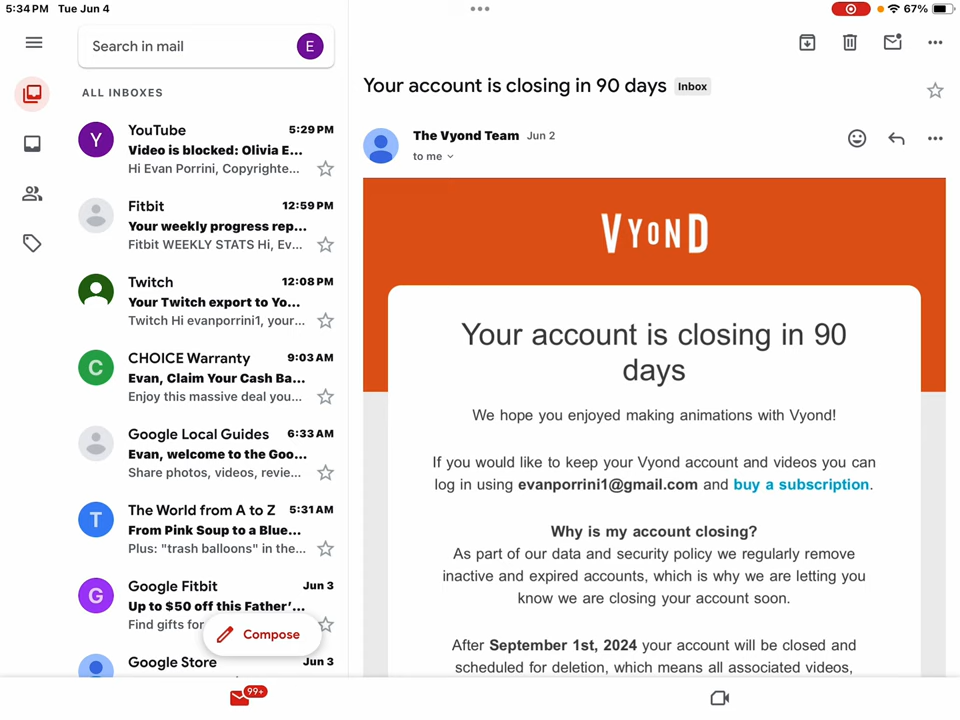 5:34 PM Tue Jun 4
67%
Search in mail
E
ALL INBOXES
Y
YouTube 5:29 PM
Video is blocked: Olivia E...
Hi Evan Porrini, Copyrighte...
Fitbit 12:59 PM
Your weekly progress rep...
Fitbit WEEKLY STATS Hi, Ev...
Twitch 12:08 PM
Your Twitch export to Yo...
Twitch Hi evanporrini1, your...
C
CHOICE Warranty 9:03 AM
Evan, Claim Your Cash Ba...
Enjoy this massive deal you...
Google Local Guides 6:33 AM
Evan, welcome to the Goo...
Share photos, videos, revie...
T
The World from A to Z 5:31 AM
From Pink Soup to a Blue...
Plus: "trash balloons" in the...
G
Google Fitbit Jun 3
Up to $50 off this Father’...
Find gifts for
Compose
Google Store Jun 3
99+
Your account is closing in 90 days Inbox
The Vyond Team Jun 2
to me
VYOND
Your account is closing in 90
days
We hope you enjoyed making animations with Vyond!
If you would like to keep your Vyond account and videos you can
log in using evanporrini1@gmail.com and buy a subscription.
Why is my account closing?
As part of our data and security policy we regularly remove
inactive and expired accounts, which is why we are letting you
know we are closing your account soon.
After September 1st, 2024 your account will be closed and
scheduled for deletion, which means all associated videos,